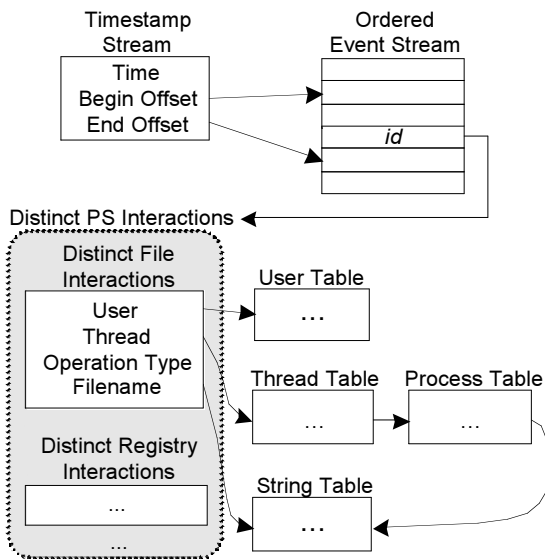 Timestamp
Stream
Time
Begin Offset
End Offset
Ordered
Event Stream
id
Distinct PS Interactions
Distinct File
Interactions
User
Thread
Operation Type
Filename
Distinct Registry
Interactions
...
...
User Table
...
Thread Table
...
Process Table
...
String Table
...